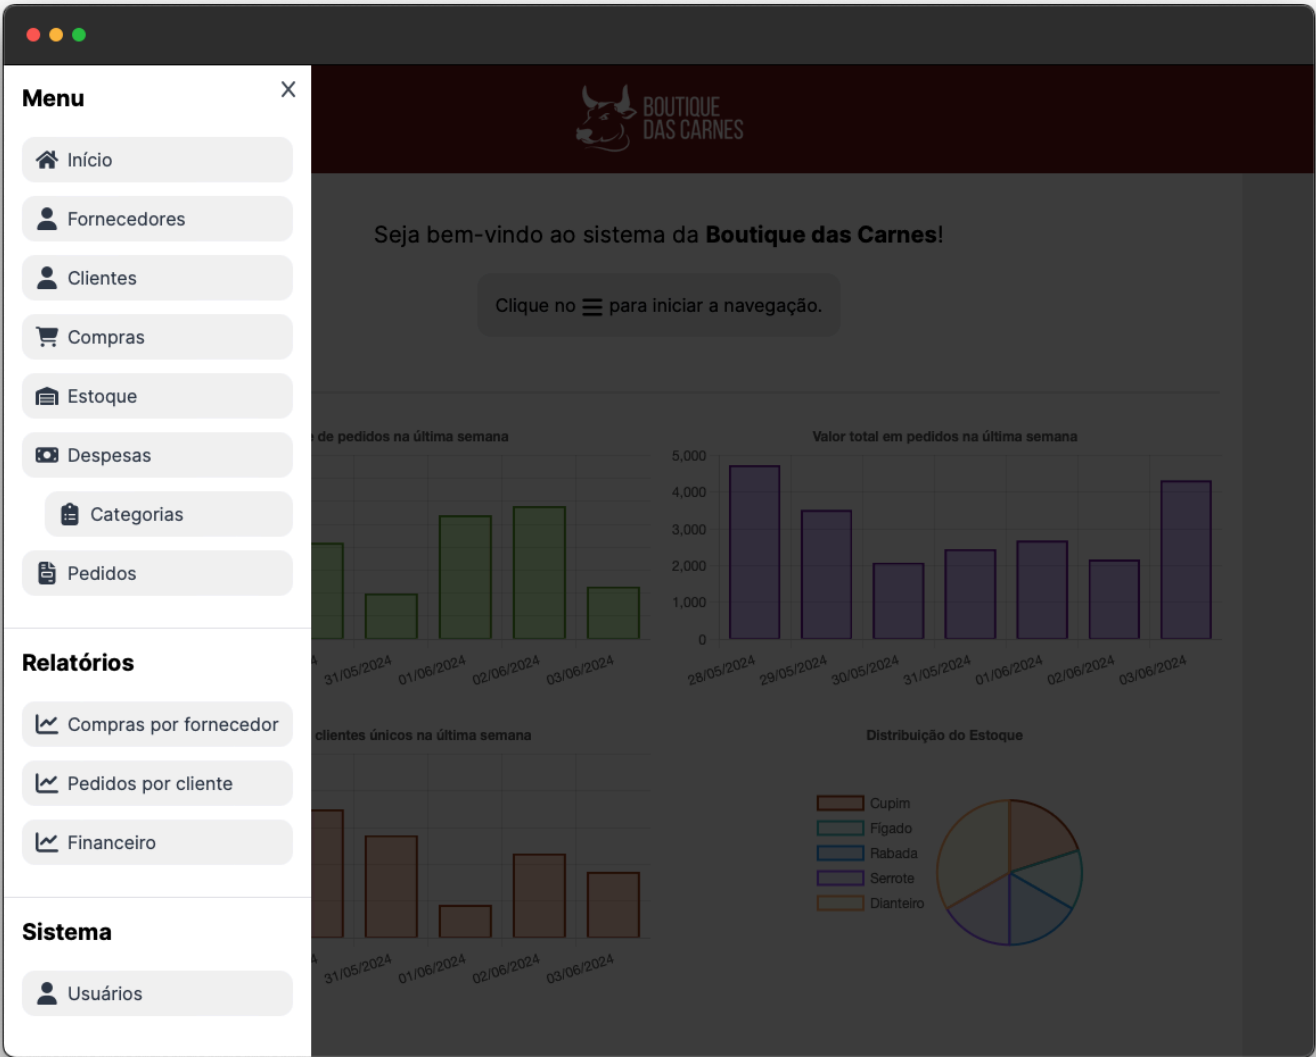 Menu
X
Início
Fornecedores
Clientes
Compras
Estoque
Despesas
Categorias
Pedidos
Relatórios
Compras por fornecedor
Pedidos por cliente
Financeiro
Sistema
Usuários
BOUTIQUE
DAS CARNES
Seja bem-vindo ao sistema da Boutique das Carnes!
Clique no para iniciar a navegação.
de pedidos na última semana
31/05/2024 01/06/2024 02/06/2024 03/06/2024
Valor total em pedidos na última semana
5,000
4,000
3,000
2,000
1,000
0
28/05/2024 29/05/2024 30/05/2024 31/05/2024 01/06/2024 02/06/2024 03/06/2024
clientes únicos na última semana
31/05/2024 01/06/2024 02/06/2024 03/06/2024
Distribuição do Estoque
Cupim
Fígado
Rabada
Serrote
Dianteiro